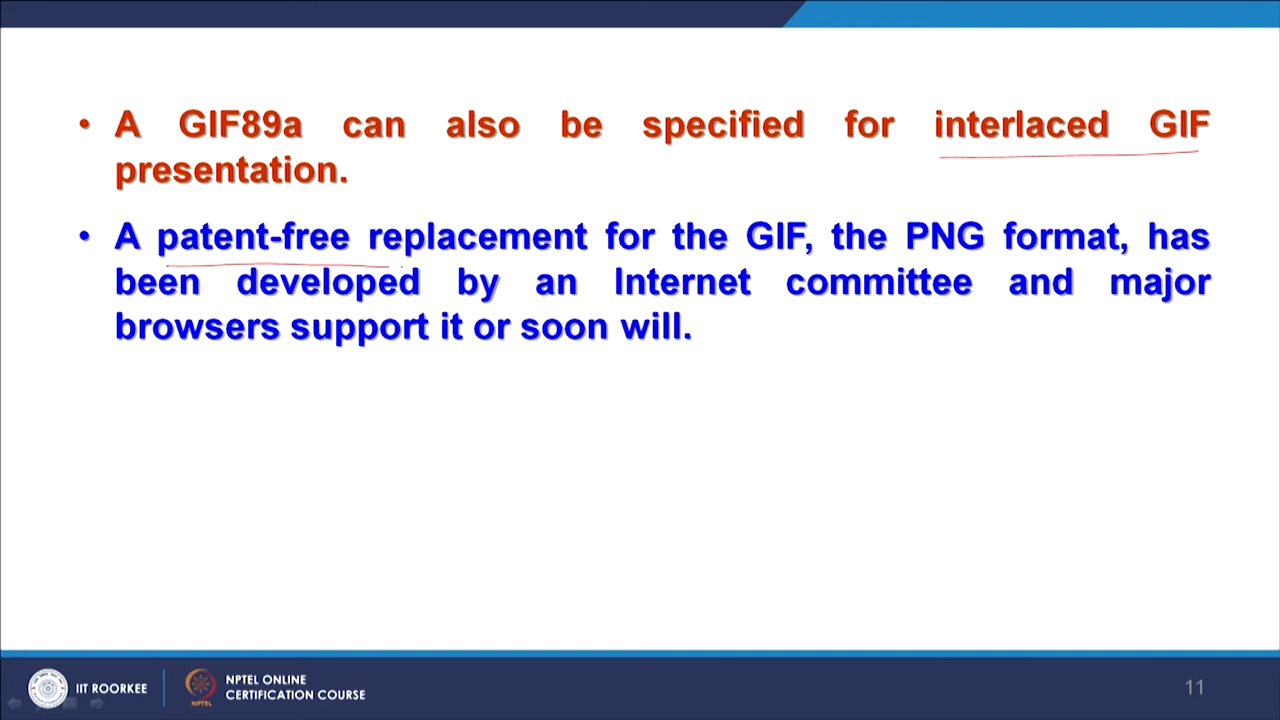 • A GIF89a can also be specified for interlaced GIF
presentation.
• A patent-free replacement for the GIF, the PNG format, has
been developed by an Internet committee and major
browsers support it or soon will.
IIT ROORKEE
NPTEL
NPTEL ONLINE
CERTIFICATION COURSE
11